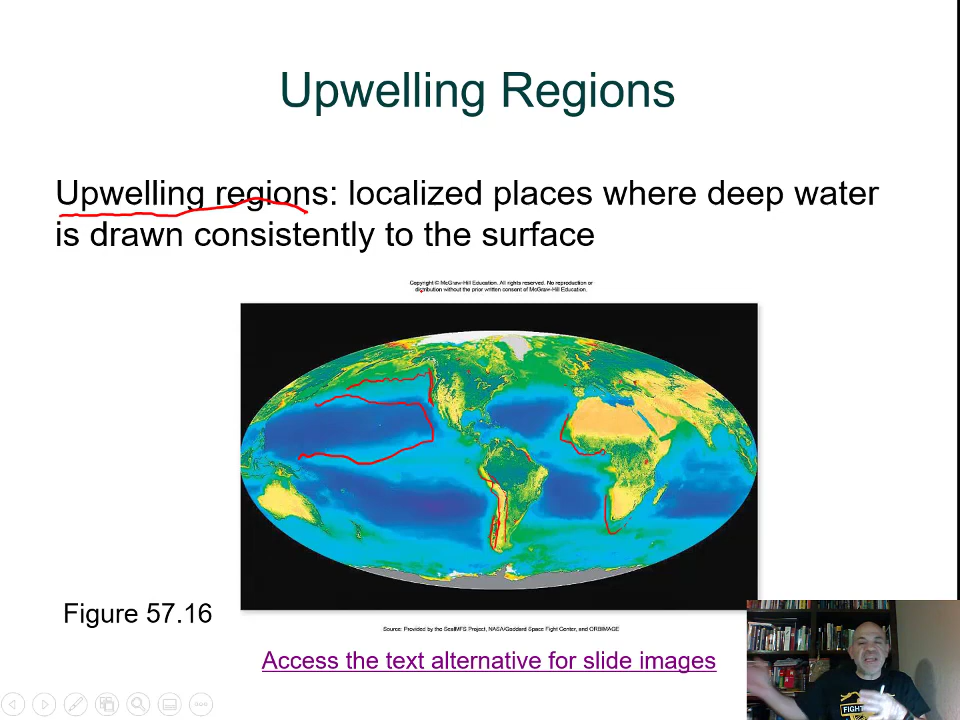 Upwelling Regions
Upwelling regions: localized places where deep water
is drawn consistently to the surface
Copyright © McGraw-Hill Education. All rights reserved. No reproduction or
distribution without the prior written consent of McGraw-Hill Education.
Figure 57.16
Source: Provided by the SeaWiFS Project, NASA/Goddard Space Fight Center, and ORBIMAGE
Access the text alternative for slide images
FIGHT